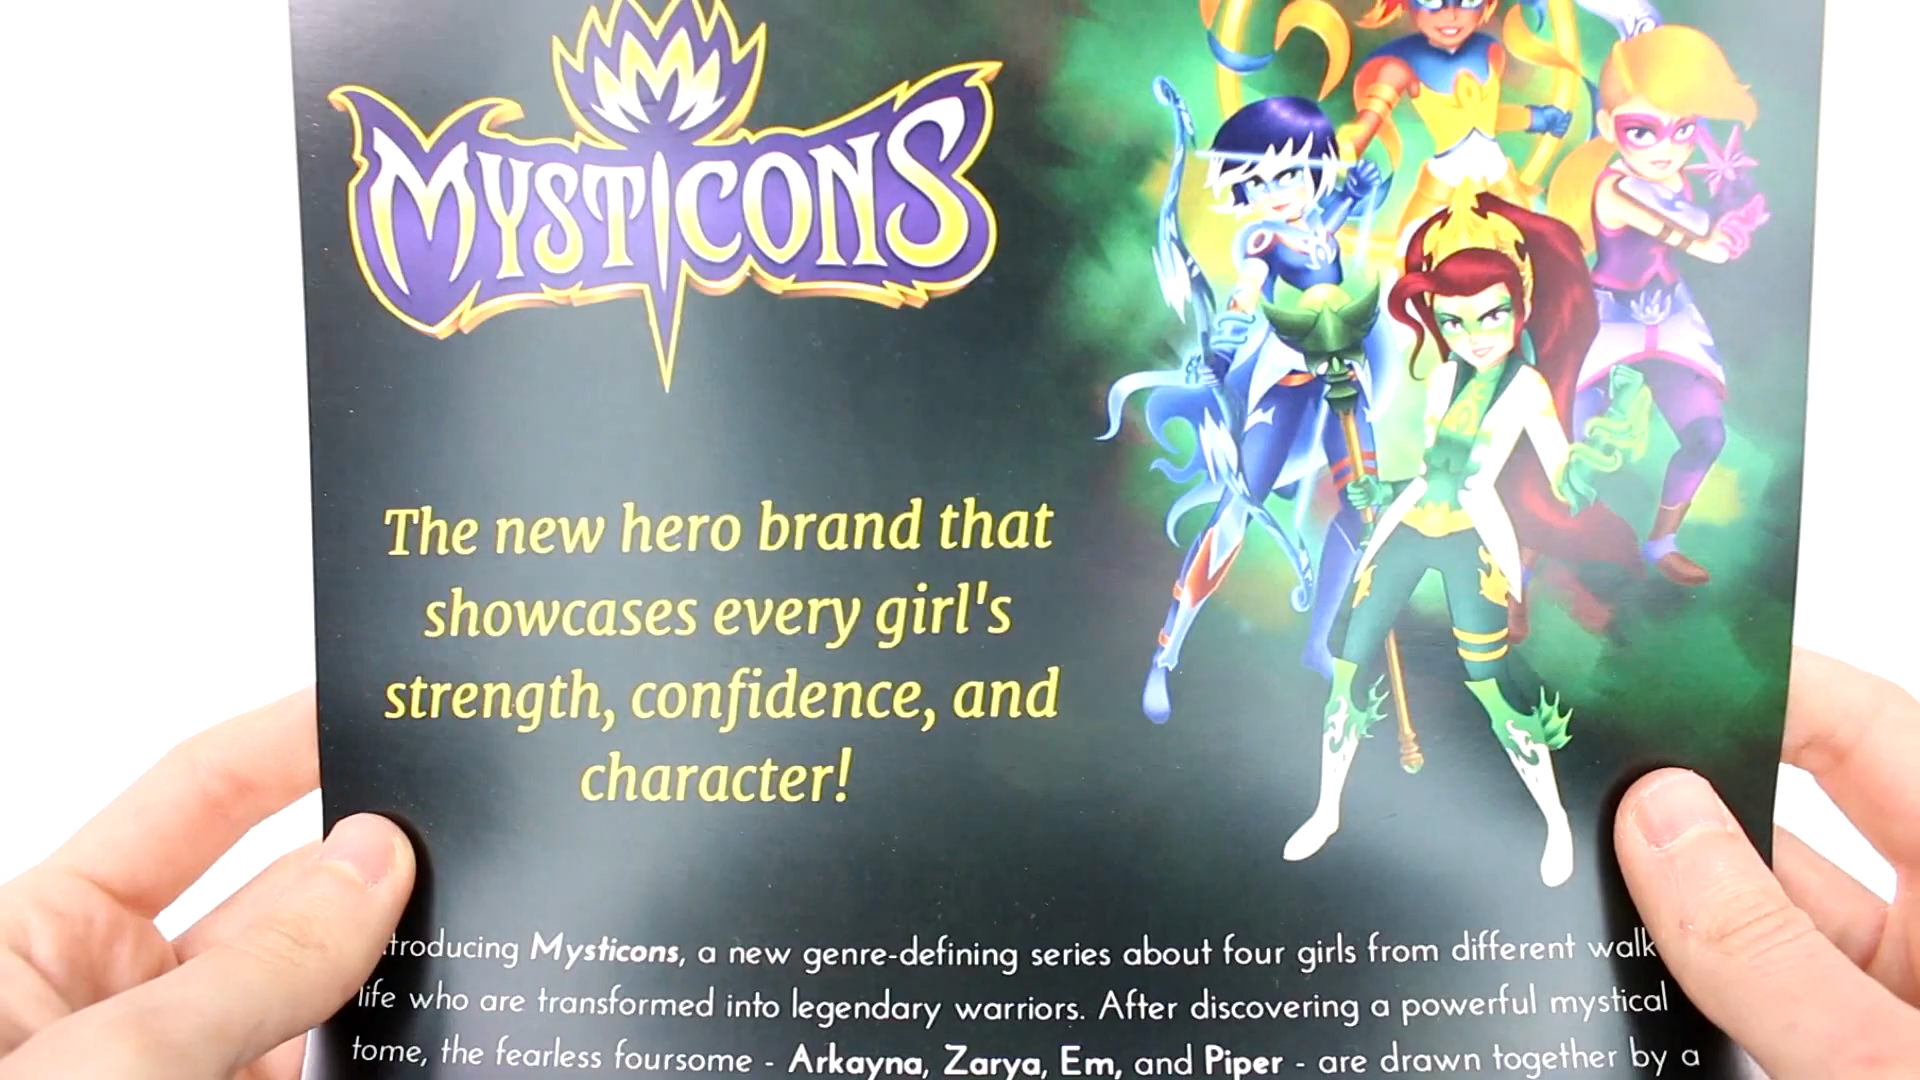 MYSTICONS
The new hero brand that
showcases every girl's
strength, confidence, and
character!
troducing Mysticons, a new genre-defining series about four girls from different walk
life who are transformed into legendary warriors. After discovering a powerful mystical
tome, the fearless foursome - Arkayna, Zarya, Em, and Piper - are drawn together by a